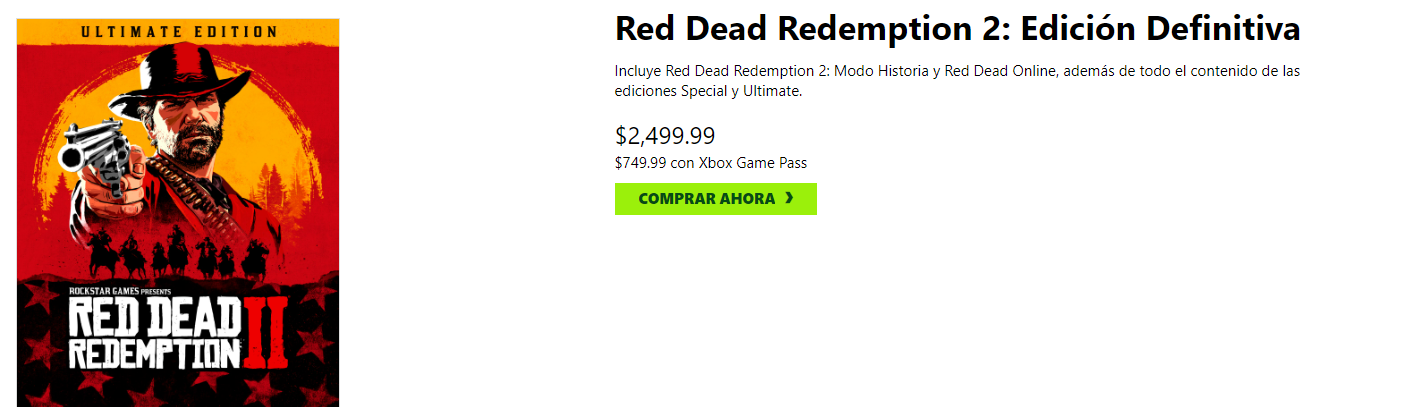 ULTIMATE EDITION
ROCKSTAR GAMES PRESENTS
RED DEAD
REDEMPTION II
Red Dead Redemption 2: Edición Definitiva
Incluye Red Dead Redemption 2: Modo Historia y Red Dead Online, además de todo el contenido de las
ediciones Special y Ultimate.
$2,499.99
$749.99 con Xbox Game Pass
COMPRAR AHORA ❯